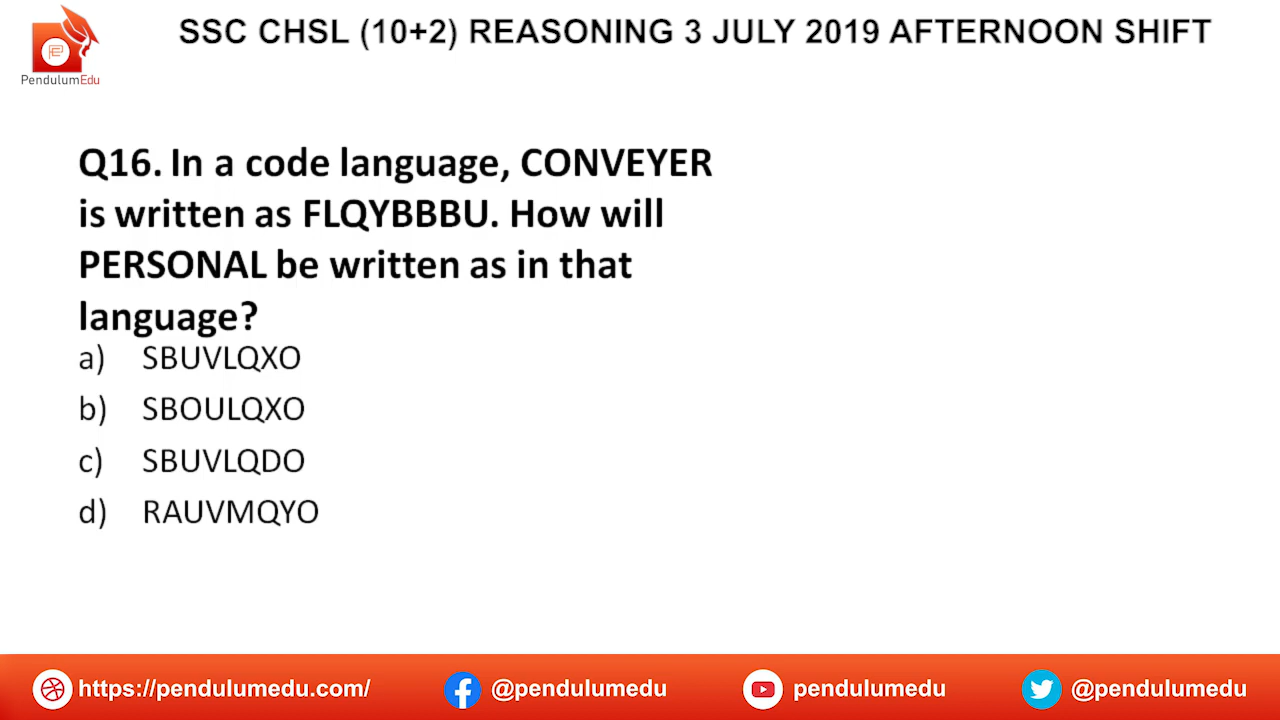 SSC CHSL (10+2) REASONING 3 JULY 2019 AFTERNOON SHIFT
PendulumEdu
Q16. In a code language, CONVEYER
is written as FLQYBBBU. How will
PERSONAL be written as in that
language?
a) SBUVLQXO
b) SBOULQXO
c) SBUVLQDO
d) RAUVMQYO
https://pendulumedu.com/ @pendulumedu pendulumedu @pendulumedu